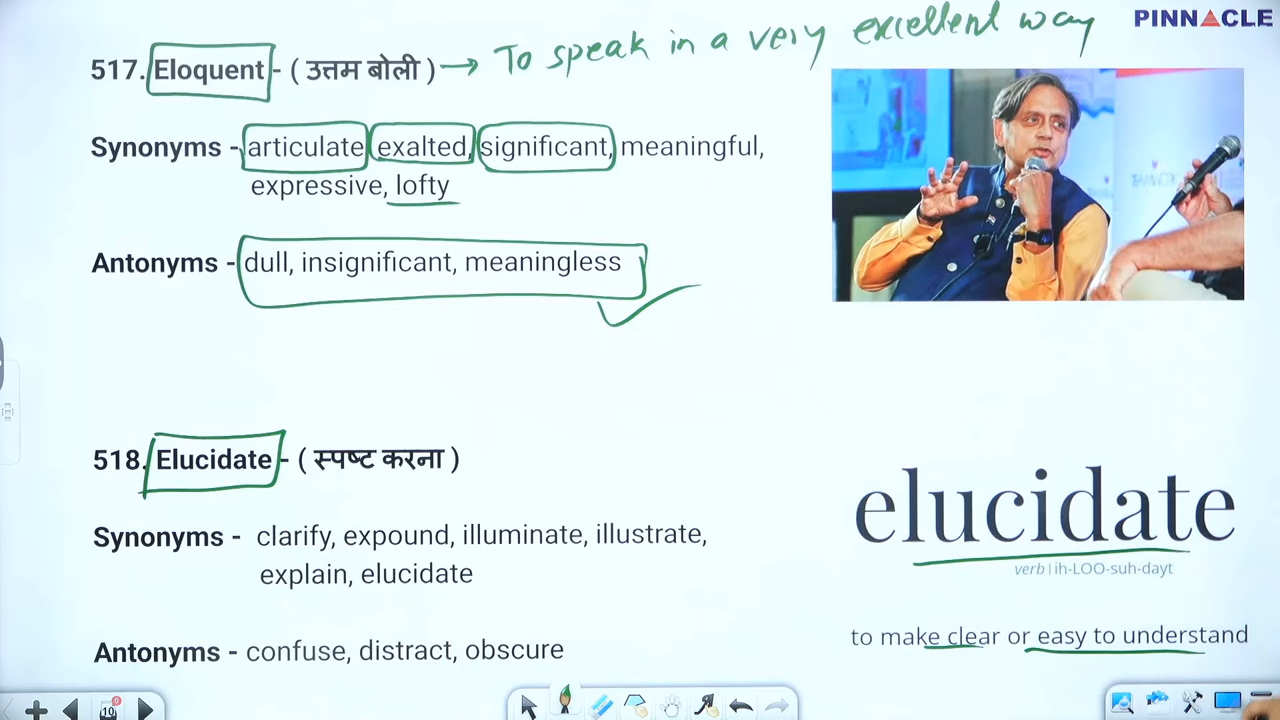 PINNACLE
517. Eloquent - ( उत्तम बोली ) → To speak in a very excellent way
Synonyms - articulate, exalted, significant, meaningful,
expressive, lofty
Antonyms - dull, insignificant, meaningless
518. Elucidate - ( स्पष्ट करना )
Synonyms - clarify, expound, illuminate, illustrate,
explain, elucidate
Antonyms - confuse, distract, obscure
elucidate
verb | ih-LOO-suh-dayt
to make clear or easy to understand
10
0